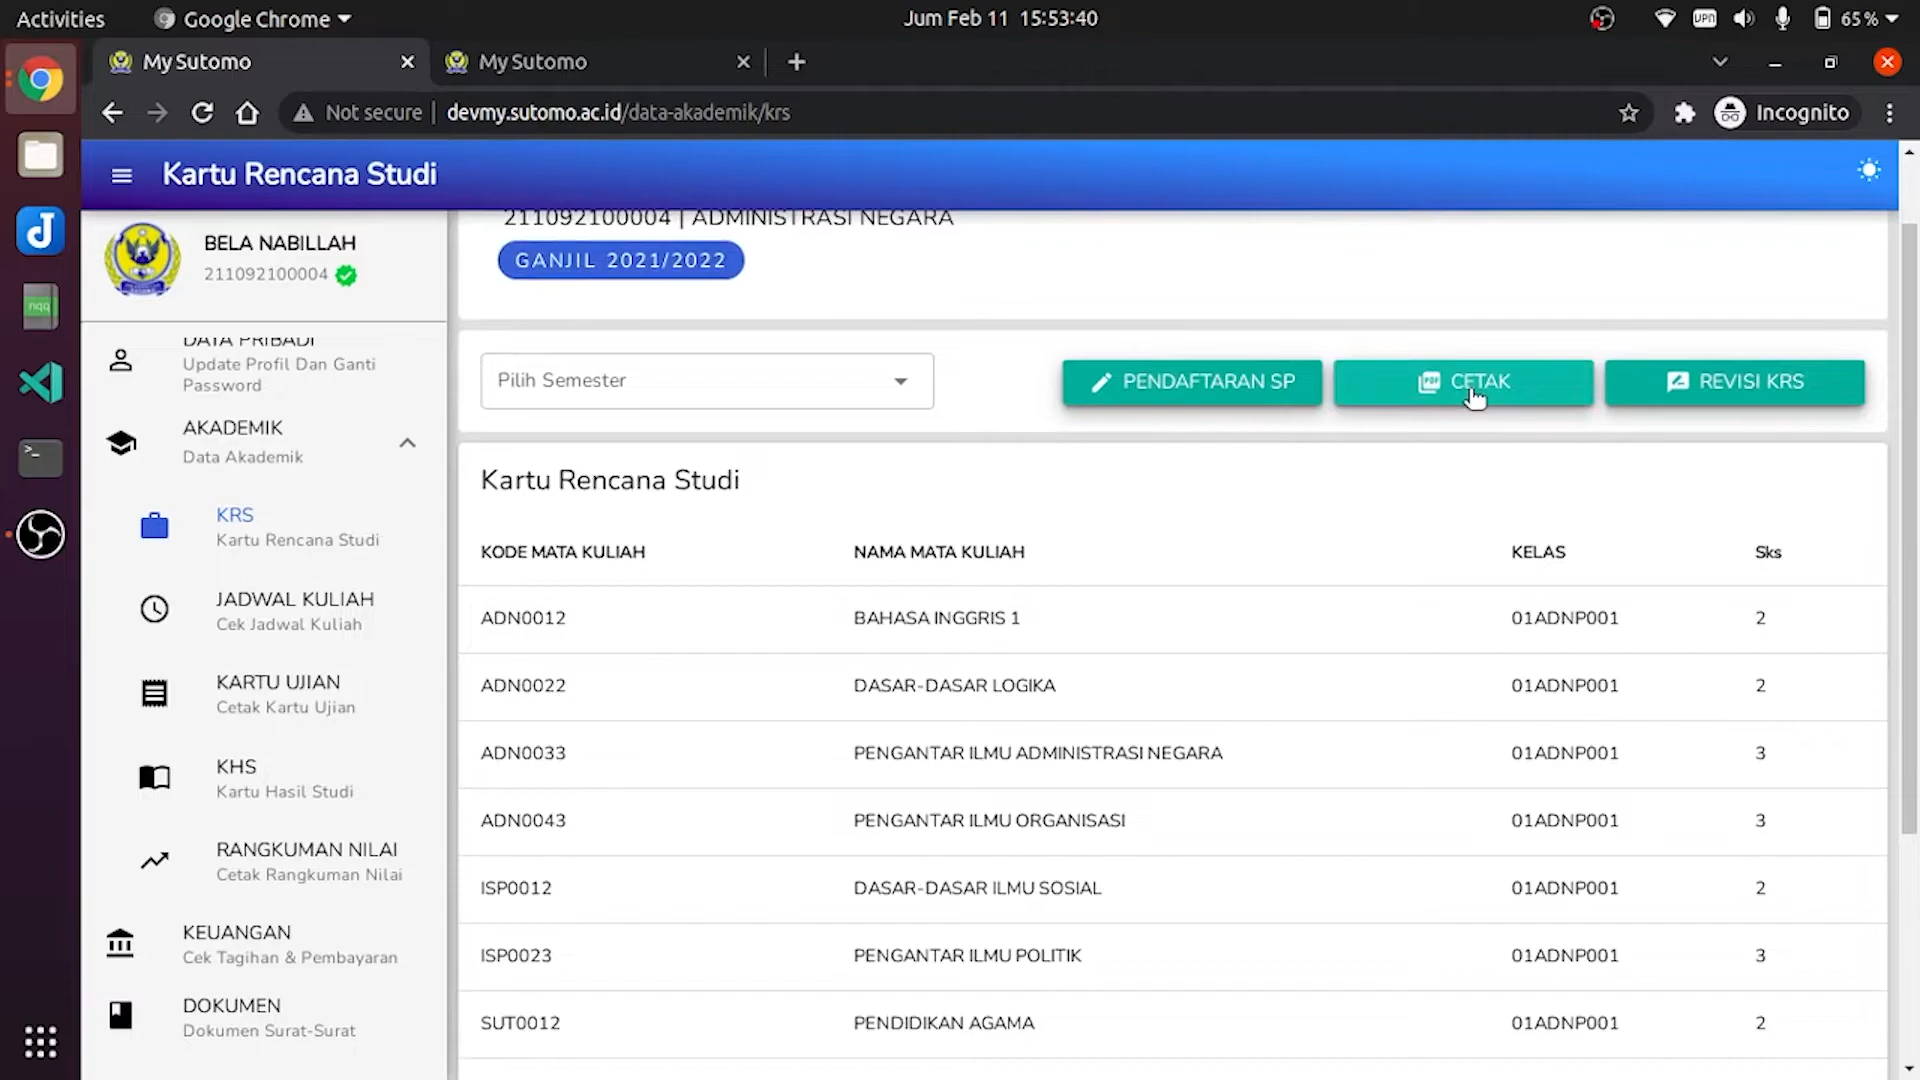 Activities
Google Chrome
Jum Feb 11 15:53:40
VPN
65 %
My Sutomo
My Sutomo
Not secure
devmy.sutomo.ac.id/data-akademik/krs
Incognito
Kartu Rencana Studi
BELA NABILLAH
211092100004
DATA PRIBADI
Update Profil Dan Ganti
Password
AKADEMIK
Data Akademik
KRS
Kartu Rencana Studi
JADWAL KULIAH
Cek Jadwal Kuliah
KARTU UJIAN
Cetak Kartu Ujian
KHS
Kartu Hasil Studi
RANGKUMAN NILAI
Cetak Rangkuman Nilai
KEUANGAN
Cek Tagihan & Pembayaran
DOKUMEN
Dokumen Surat-Surat
211092100004 | ADMINISTRASI NEGARA
GANJIL 2021/2022
Pilih Semester
PENDAFTARAN SP
PDF
CETAK
REVISI KRS
Kartu Rencana Studi
KODE MATA KULIAH NAMA MATA KULIAH KELAS Sks
ADN0012 BAHASA INGGRIS 1 01ADNP001 2
ADN0022 DASAR-DASAR LOGIKA 01ADNP001 2
ADN0033 PENGANTAR ILMU ADMINISTRASI NEGARA 01ADNP001 3
ADN0043 PENGANTAR ILMU ORGANISASI 01ADNP001 3
ISP0012 DASAR-DASAR ILMU SOSIAL 01ADNP001 2
ISP0023 PENGANTAR ILMU POLITIK 01ADNP001 3
SUT0012 PENDIDIKAN AGAMA 01ADNP001 2
nqq